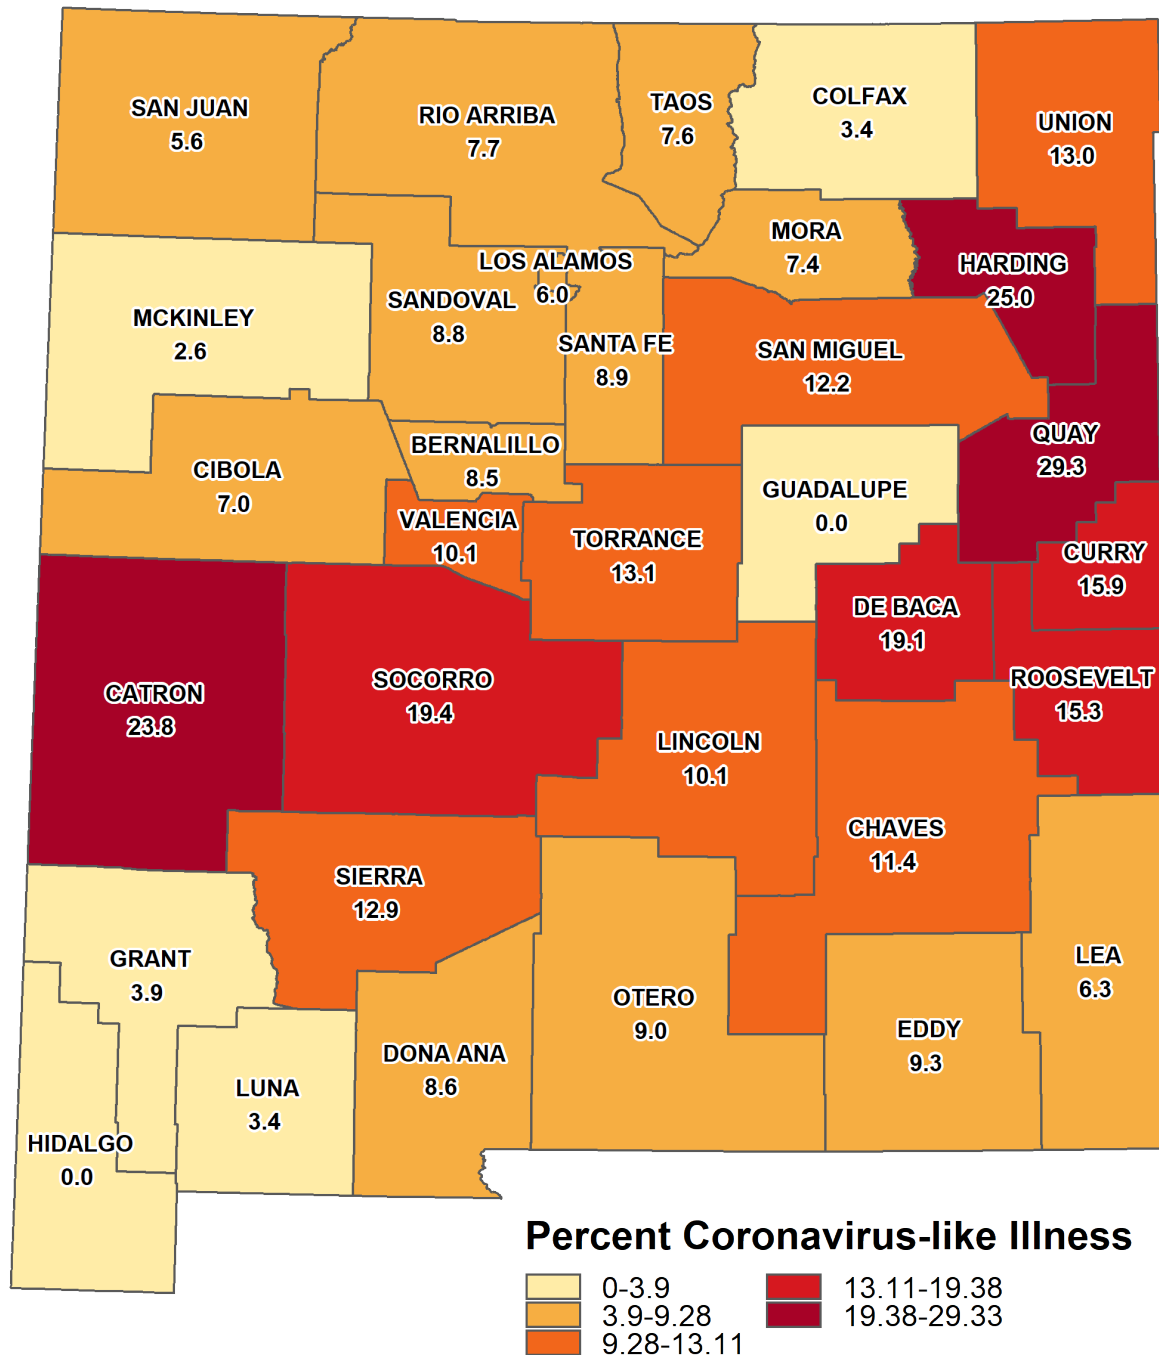 SAN JUAN
5.6
RIO ARRIBA
7.7
TAOS
7.6
COLFAX
3.4
UNION
13.0
MORA
7.4
HARDING
25.0
LOS ALAMOS
6.0
SANDOVAL
8.8
MCKINLEY
2.6
SANTA FE
8.9
SAN MIGUEL
12.2
QUAY
29.3
BERNALILLO
8.5
CIBOLA
7.0
GUADALUPE
0.0
VALENCIA
10.1
TORRANCE
13.1
CURRY
15.9
DE BACA
19.1
ROOSEVELT
15.3
CATRON
23.8
SOCORRO
19.4
LINCOLN
10.1
CHAVES
11.4
SIERRA
12.9
GRANT
3.9
LEA
6.3
OTERO
9.0
EDDY
9.3
DONA ANA
8.6
LUNA
3.4
HIDALGO
0.0
Percent Coronavirus-like Illness
0-3.9
3.9-9.28
9.28-13.11
13.11-19.38
19.38-29.33